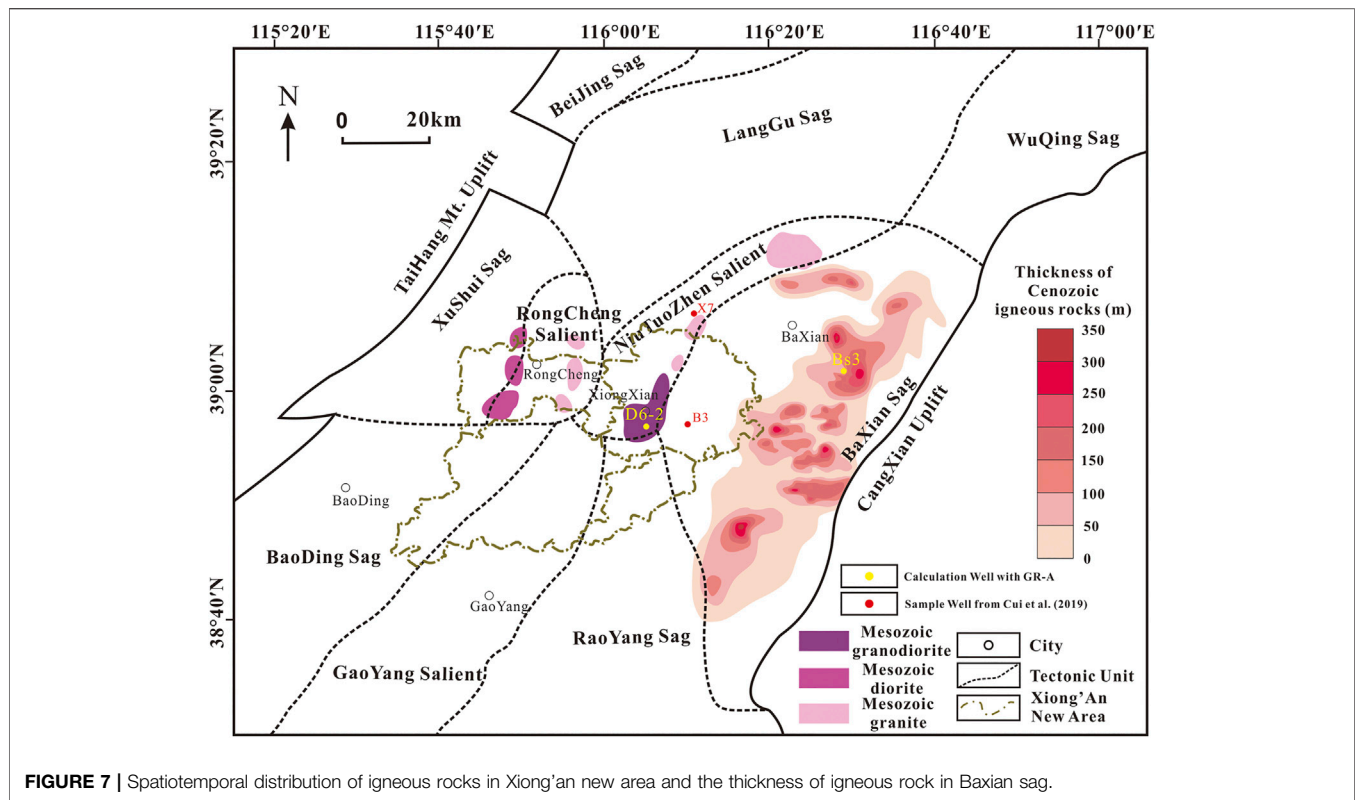 115°20′E 115°40′E 116°00′E 116°20′E 116°40′E 117°00′E
39°20′N
39°00′N
38°40′N
N
0 20km
BeiJing Sag
LangGu Sag
WuQing Sag
TaiHang Mt. Uplift
XuShui Sag
RongCheng
Salient
NiuTuoZhen Salient
X7
BaXian
Bs3
RongCheng
XiongXian
D6-2
B3
BaXian Sag
CangXian Uplift
BaoDing
BaoDing Sag
GaoYang
GaoYang Salient
RaoYang Sag
Thickness of
Cenozoic
igneous rocks (m)
350
300
250
200
150
100
50
0
Calculation Well with GR-A
Sample Well from Cui et al. (2019)
Mesozoic
granodiorite
Mesozoic
diorite
Mesozoic
granite
City
Tectonic Unit
Xiong'An
New Area
FIGURE 7 | Spatiotemporal distribution of igneous rocks in Xiong'an new area and the thickness of igneous rock in Baxian sag.